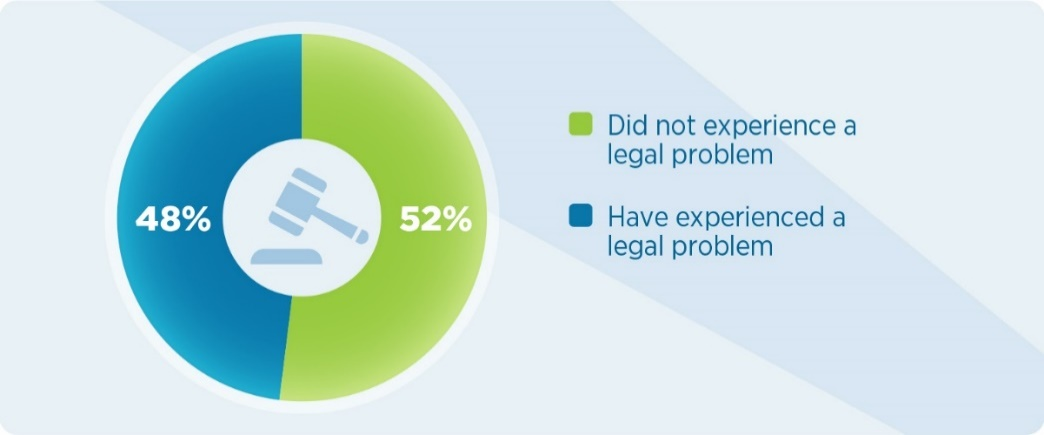 48%
52%
Did not experience a
legal problem
Have experienced a
legal problem